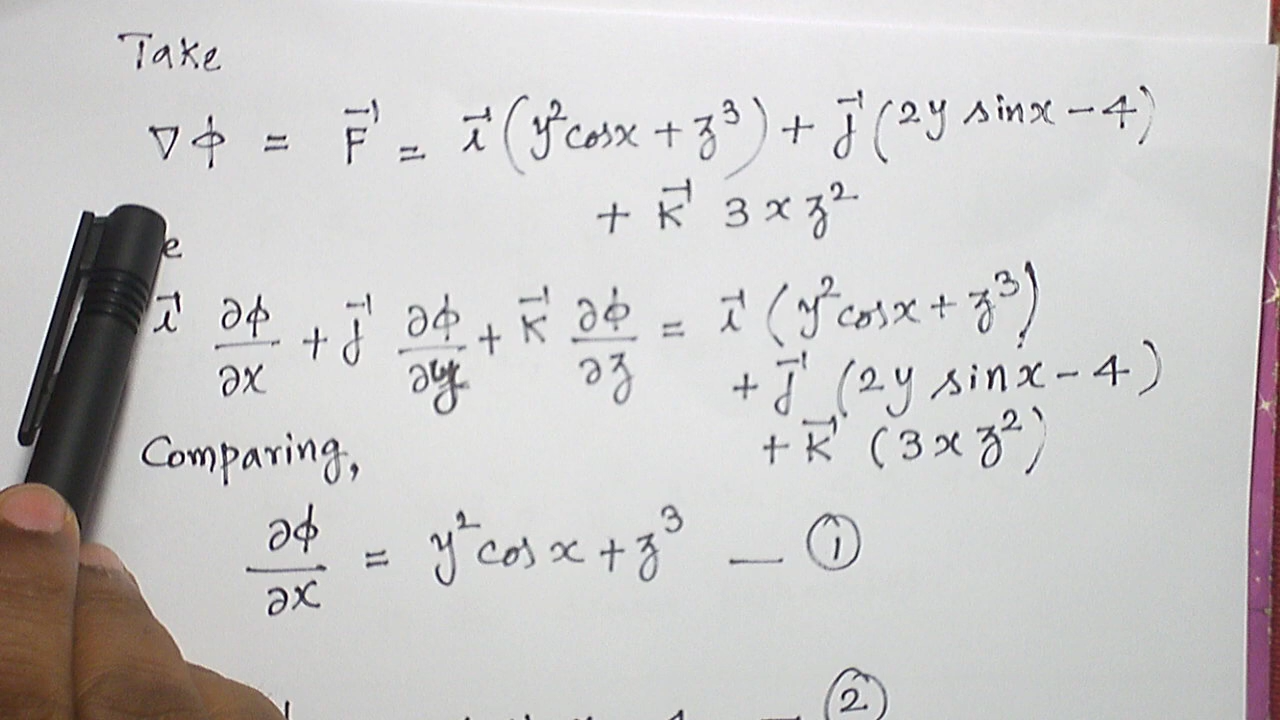 Take
∇φ = F⃗ = i⃗ (y²cosx + z³) + j⃗ (2y sinx − 4)
+ k⃗ 3xz²
e
i⃗ ∂φ/∂x + j⃗ ∂φ/∂y + k⃗ ∂φ/∂z = i⃗ (y²cosx + z³)
+ j⃗ (2y sinx − 4)
+ k⃗ (3xz²)
Comparing,
∂φ/∂x = y²cosx + z³ — ①
②